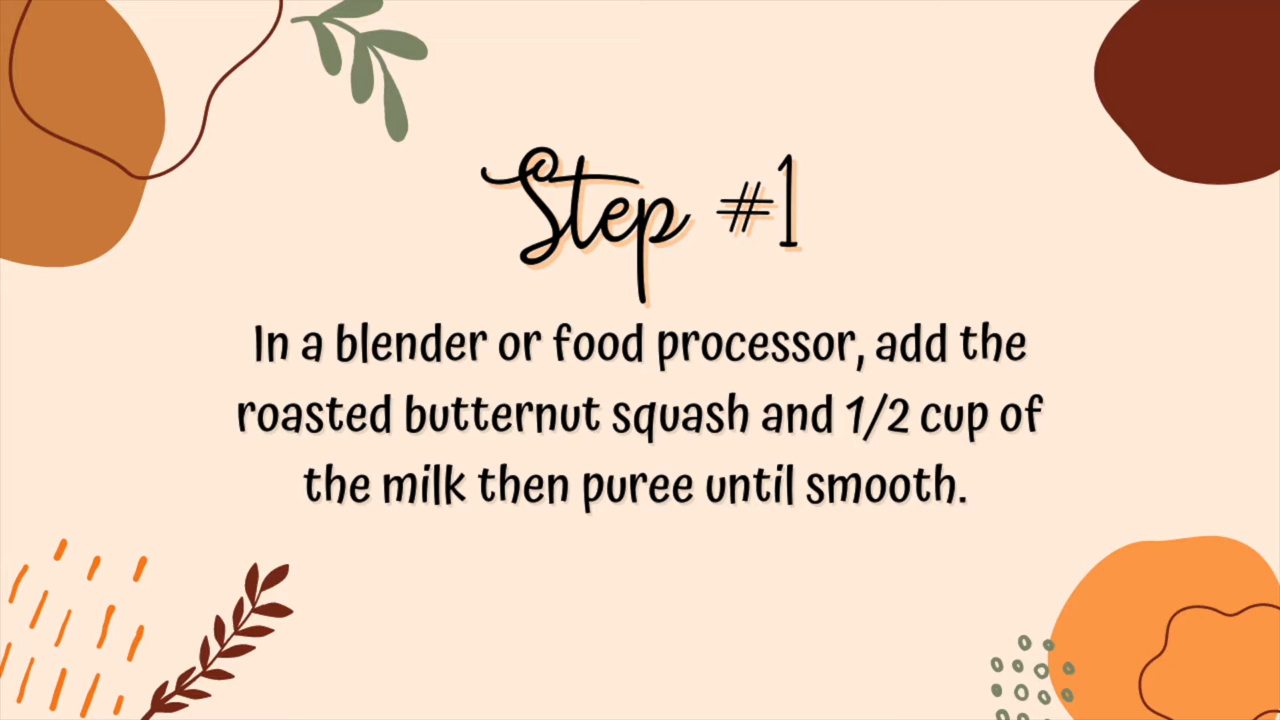 Step #1
In a blender or food processor, add the
roasted butternut squash and 1/2 cup of
the milk then puree until smooth.